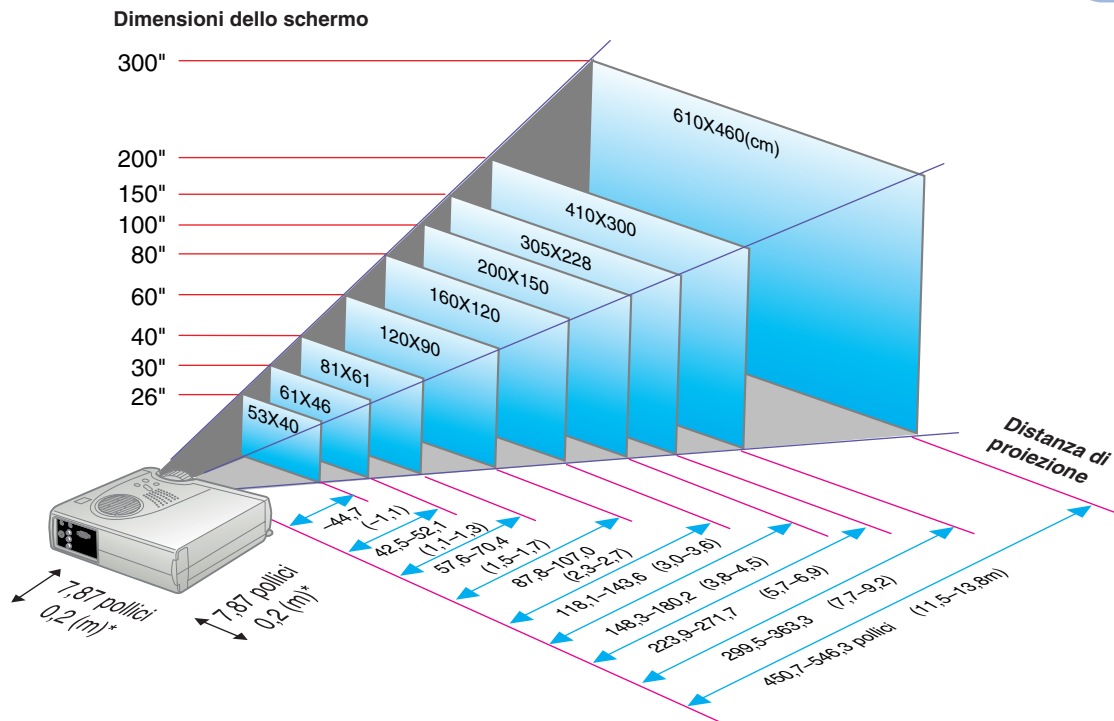 Dimensioni dello schermo
300"
200"
150"
100"
80"
60"
40"
30"
26"
610X460(cm)
410X300
305X228
200X150
160X120
120X90
81X61
61X46
53X40
Distanza di
proiezione
–44,7
(–1,1)
42,5–52,1
(1,1–1,3)
57,6–70,4
(1,5–1,7)
87,8–107,0
(2,3–2,7)
118,1–143,6 (3,0–3,6)
148,3–180,2 (3,8–4,5)
223,9–271,7 (5,7–6,9)
299,5–363,3 (7,7–9,2)
450,7–546,3 pollici (11,5–13,8m)
7,87 pollici
0,2 (m)*
7,87 pollici
0,2 (m)*